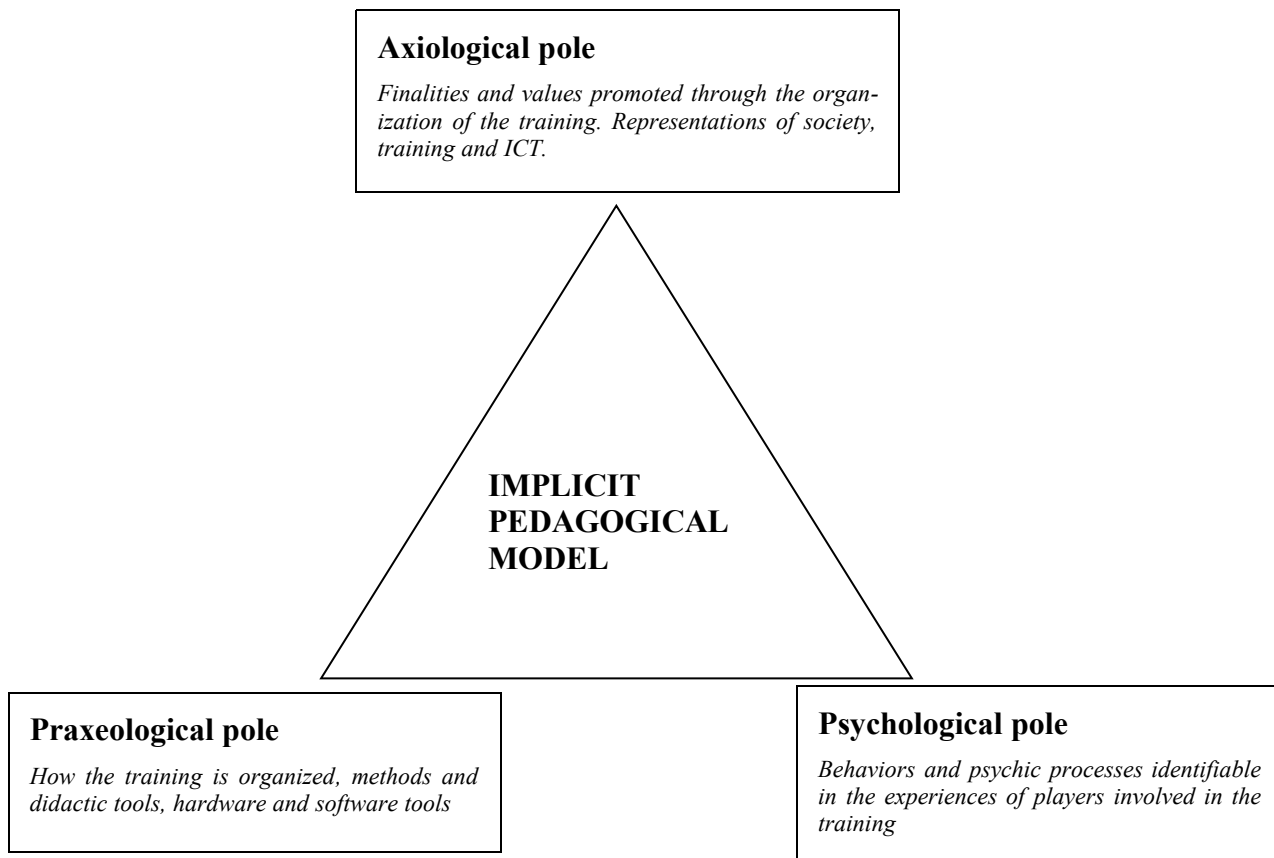 Axiological pole
Finalities and values promoted through the organ-
ization of the training. Representations of society,
training and ICT.
IMPLICIT
PEDAGOGICAL
MODEL
Praxeological pole
How the training is organized, methods and
didactic tools, hardware and software tools
Psychological pole
Behaviors and psychic processes identifiable
in the experiences of players involved in the
training